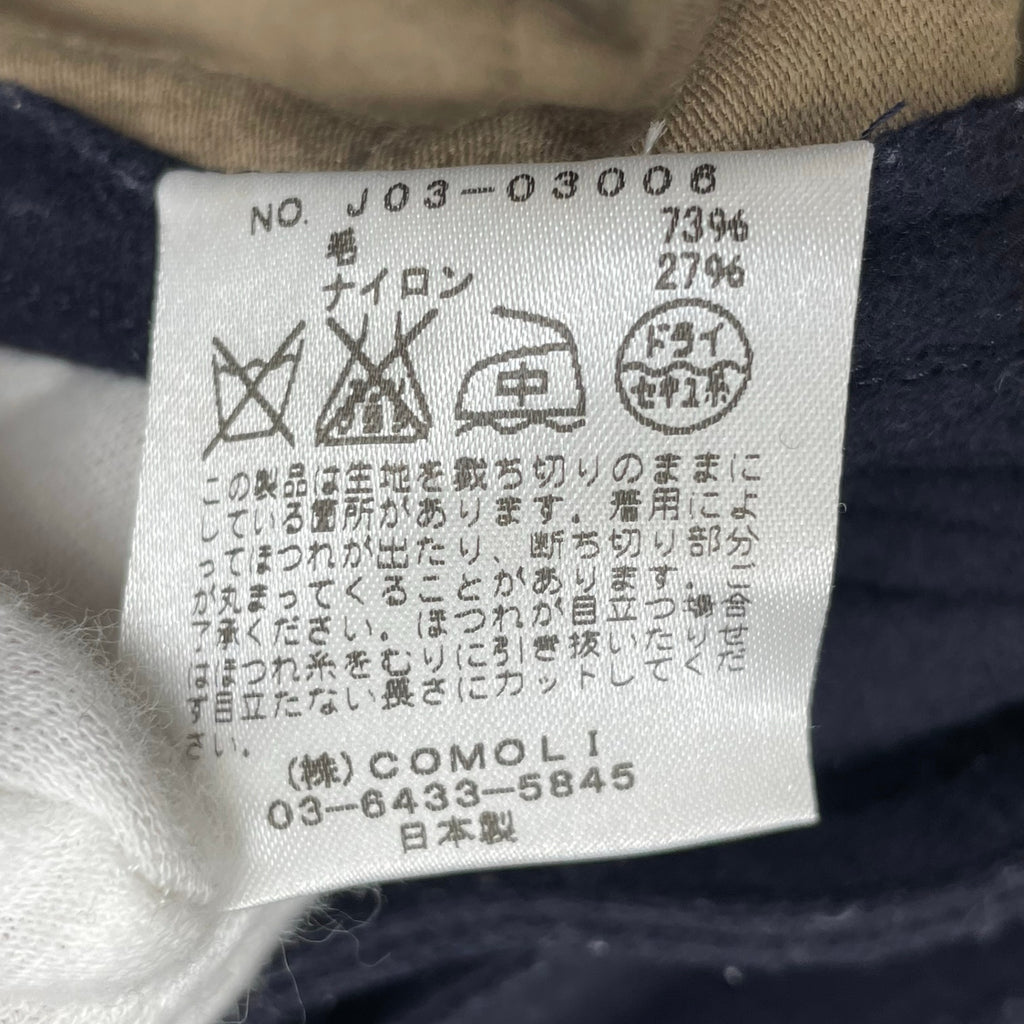 NO. J03-03006
毛 73%
ナイロン 27%
中
ドライ
セキユ系
この製品は生地を裁ち切りのままに
している箇所があります.着用によ
ってほつれが出たり、断ち切り部分
が丸まってくることがあります.予めご
了承ください.ほつれが目立つ場合
はほつれた糸をむりに引き抜いたりせ
ず目立たない長さにカットしてくだ
さい.
(株)COMOLI
03-6433-5845
日本製